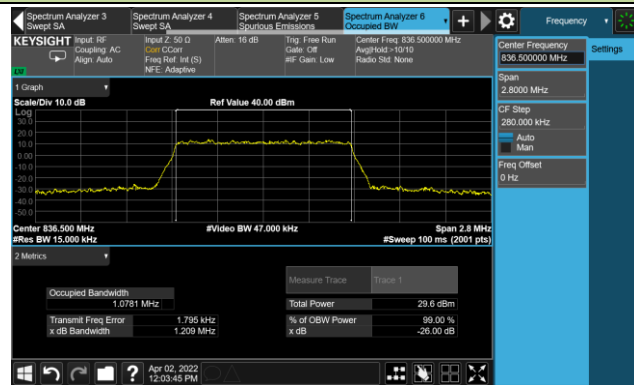 Spectrum Analyzer 3
Swept SA
Spectrum Analyzer 4
Swept SA
Spectrum Analyzer 5
Spurious Emissions
Spectrum Analyzer 6
Occupied BW
Frequency
KEYSIGHT
Input: RF
Coupling: AC
Align: Auto
Input Z: 50 Ω
Corr CCorr
Freq Ref: Int (S)
NFE: Adaptive
Atten: 16 dB
Trig: Free Run
Gate: Off
#IF Gain: Low
Center Freq: 836.500000 MHz
Avg|Hold:>10/10
Radio Std: None
Center Frequency
836.500000 MHz
Settings
Span
2.8000 MHz
CF Step
280.000 kHz
Auto
Man
Freq Offset
0 Hz
1 Graph
Scale/Div 10.0 dB
Ref Value 40.00 dBm
Log
30.0
20.0
10.0
0.00
-10.0
-20.0
-30.0
-40.0
-50.0
Center 836.500 MHz
#Video BW 47.000 kHz
Span 2.8 MHz
#Res BW 15.000 kHz
#Sweep 100 ms (2001 pts)
2 Metrics
Measure Trace
Trace 1
Occupied Bandwidth
1.0781 MHz
Total Power
29.6 dBm
Transmit Freq Error
1.795 kHz
% of OBW Power
99.00 %
x dB Bandwidth
1.209 MHz
x dB
-26.00 dB
Apr 02, 2022
12:03:45 PM